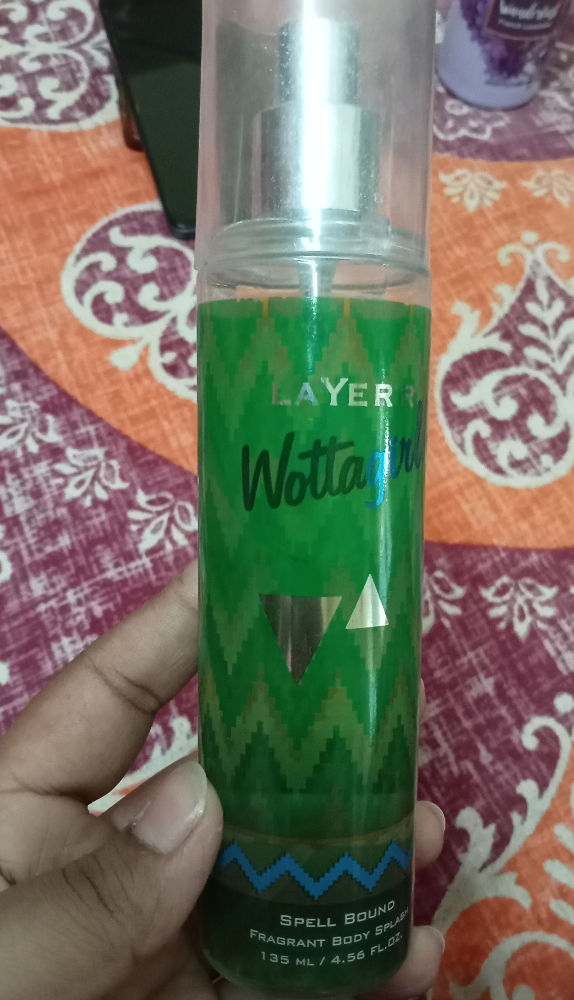 LAYER'R
Wottagirl
SPELL BOUND
FRAGRANT BODY SPLASH
135 ML / 4.56 FL.OZ.